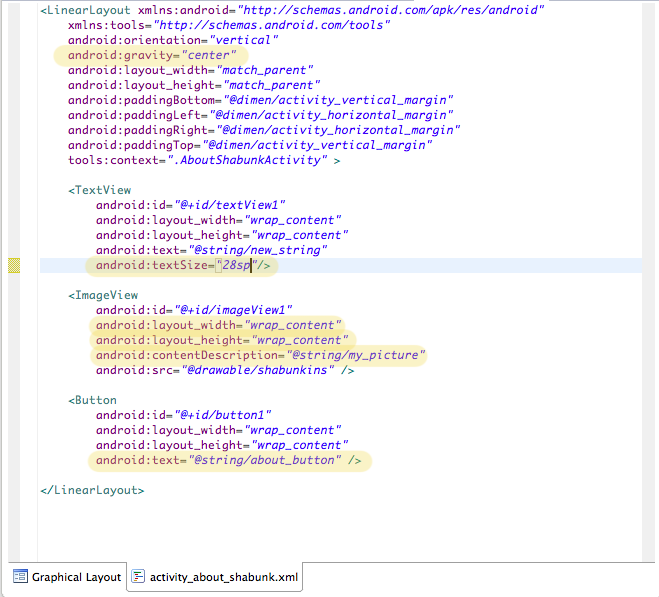 <LinearLayout xmlns:android="http://schemas.android.com/apk/res/android"
    xmlns:tools="http://schemas.android.com/tools"
    android:orientation="vertical"
    android:gravity="center"
    android:layout_width="match_parent"
    android:layout_height="match_parent"
    android:paddingBottom="@dimen/activity_vertical_margin"
    android:paddingLeft="@dimen/activity_horizontal_margin"
    android:paddingRight="@dimen/activity_horizontal_margin"
    android:paddingTop="@dimen/activity_vertical_margin"
    tools:context=".AboutShabunkActivity" >

    <TextView
        android:id="@+id/textView1"
        android:layout_width="wrap_content"
        android:layout_height="wrap_content"
        android:text="@string/new_string"
        android:textSize="28sp"/>

    <ImageView
        android:id="@+id/imageView1"
        android:layout_width="wrap_content"
        android:layout_height="wrap_content"
        android:contentDescription="@string/my_picture"
        android:src="@drawable/shabunkins" />

    <Button
        android:id="@+id/button1"
        android:layout_width="wrap_content"
        android:layout_height="wrap_content"
        android:text="@string/about_button" />

</LinearLayout>
Graphical Layout activity_about_shabunk.xml